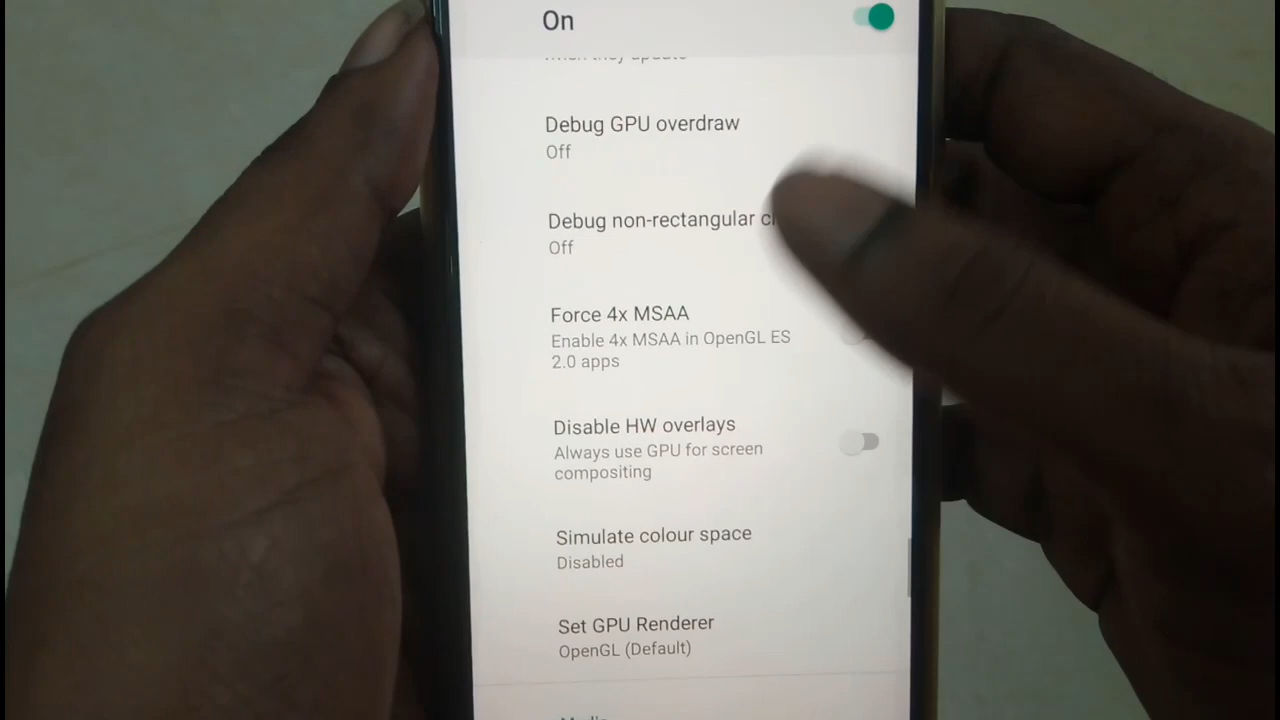 On
Debug GPU overdraw
Off
Debug non-rectangular
Off
Force 4x MSAA
Enable 4x MSAA in OpenGL ES
2.0 apps
Disable HW overlays
Always use GPU for screen
compositing
Simulate colour space
Disabled
Set GPU Renderer
OpenGL (Default)